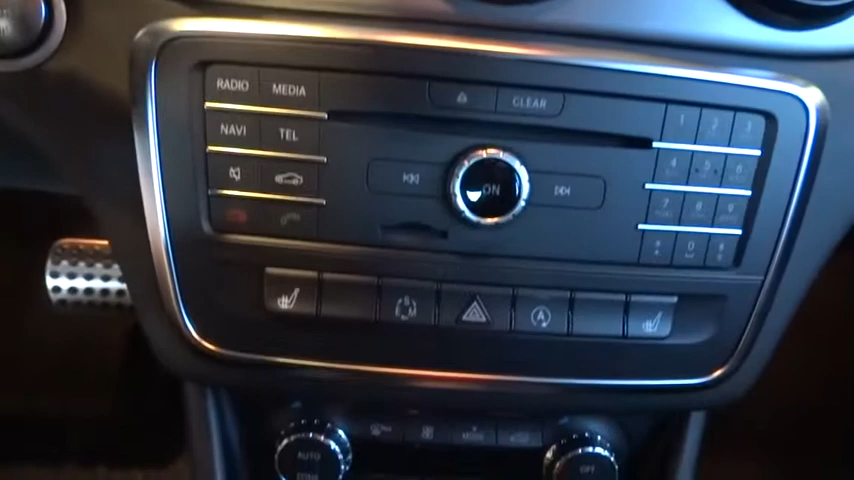 RADIO MEDIA
CLEAR
1 2 3
NAVI TEL
4 5 6
ON
7 8 9
* 0 #
A
AUTO
OFF